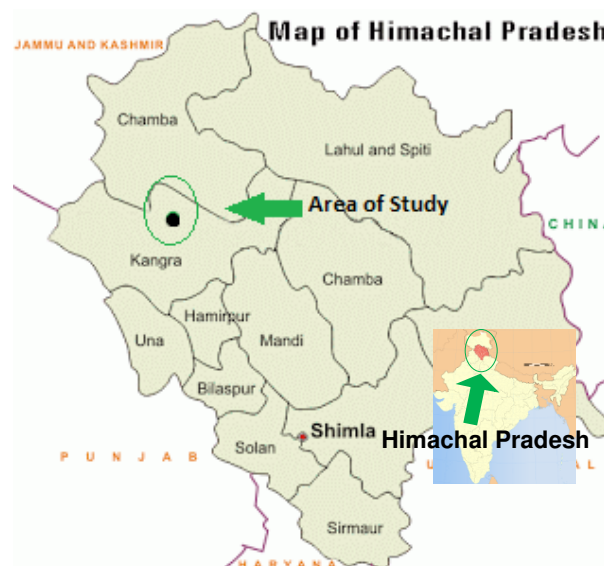 Map of Himachal Pradesh
JAMMU AND KASHMIR
Chamba
Lahul and Spiti
Area of Study
CHINA
Kangra
Chamba
Hamirpur
Una
Mandi
Bilaspur
Shimla
Himachal Pradesh
Solan
PUNJAB
Sirmaur
HARYANA